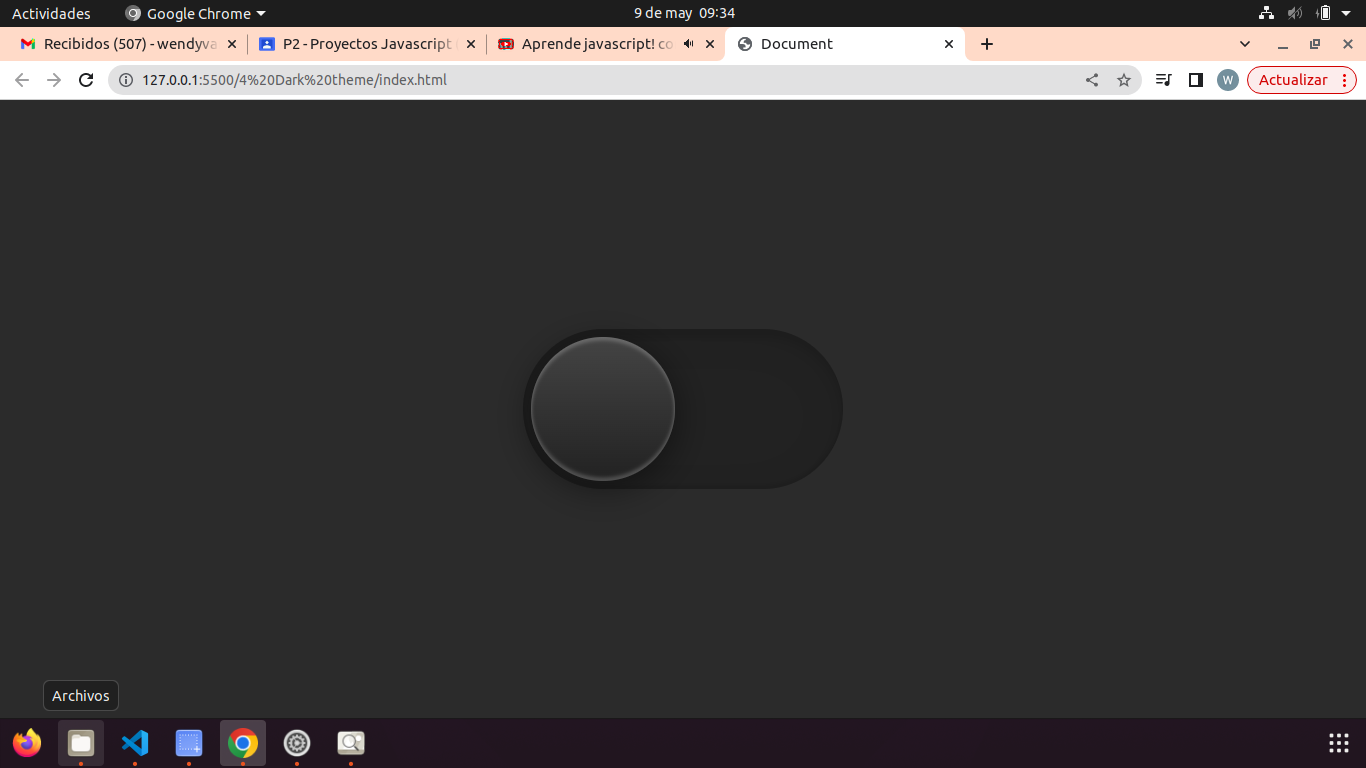 Actividades Google Chrome 9 de may 09:34
Recibidos (507) - wendyva P2 - Proyectos Javascript Aprende javascript! co Document
127.0.0.1:5500/4%20Dark%20theme/index.html W Actualizar
Archivos